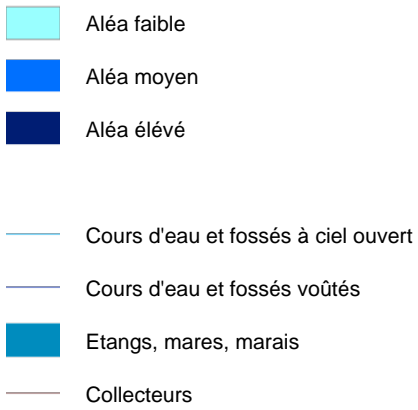 Aléa faible
Aléa moyen
Aléa élévé
Cours d'eau et fossés à ciel ouvert
Cours d'eau et fossés voûtés
Etangs, mares, marais
Collecteurs